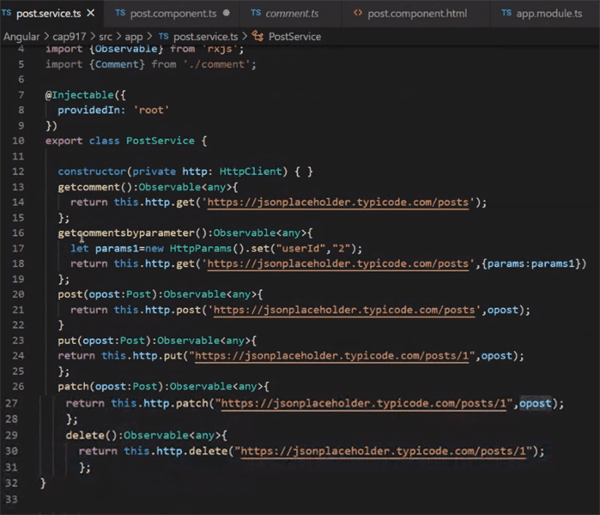 TS post.service.ts × TS post.component.ts ● TS comment.ts post.component.html TS app.module.ts
Angular > cap917 > src > app > TS post.service.ts > PostService
4 import {Observable} from 'rxjs';
5 import {Comment} from './comment';
6
7 @Injectable({
8 providedIn: 'root'
9 })
10 export class PostService {
11
12 constructor(private http: HttpClient) { }
13 getcomment():Observable<any>{
14 return this.http.get('https://jsonplaceholder.typicode.com/posts');
15 };
16 getcommentsbyparameter():Observable<any>{
17 let params1=new HttpParams().set("userId","2");
18 return this.http.get('https://jsonplaceholder.typicode.com/posts',{params:params1})
19 };
20 post(opost:Post):Observable<any>{
21 return this.http.post('https://jsonplaceholder.typicode.com/posts',opost);
22 }
23 put(opost:Post):Observable<any>{
24 return this.http.put("https://jsonplaceholder.typicode.com/posts/1",opost);
25 };
26 patch(opost:Post):Observable<any>{
27 return this.http.patch("https://jsonplaceholder.typicode.com/posts/1",opost);
28 };
29 delete():Observable<any>{
30 return this.http.delete("https://jsonplaceholder.typicode.com/posts/1");
31 };
32 }
33